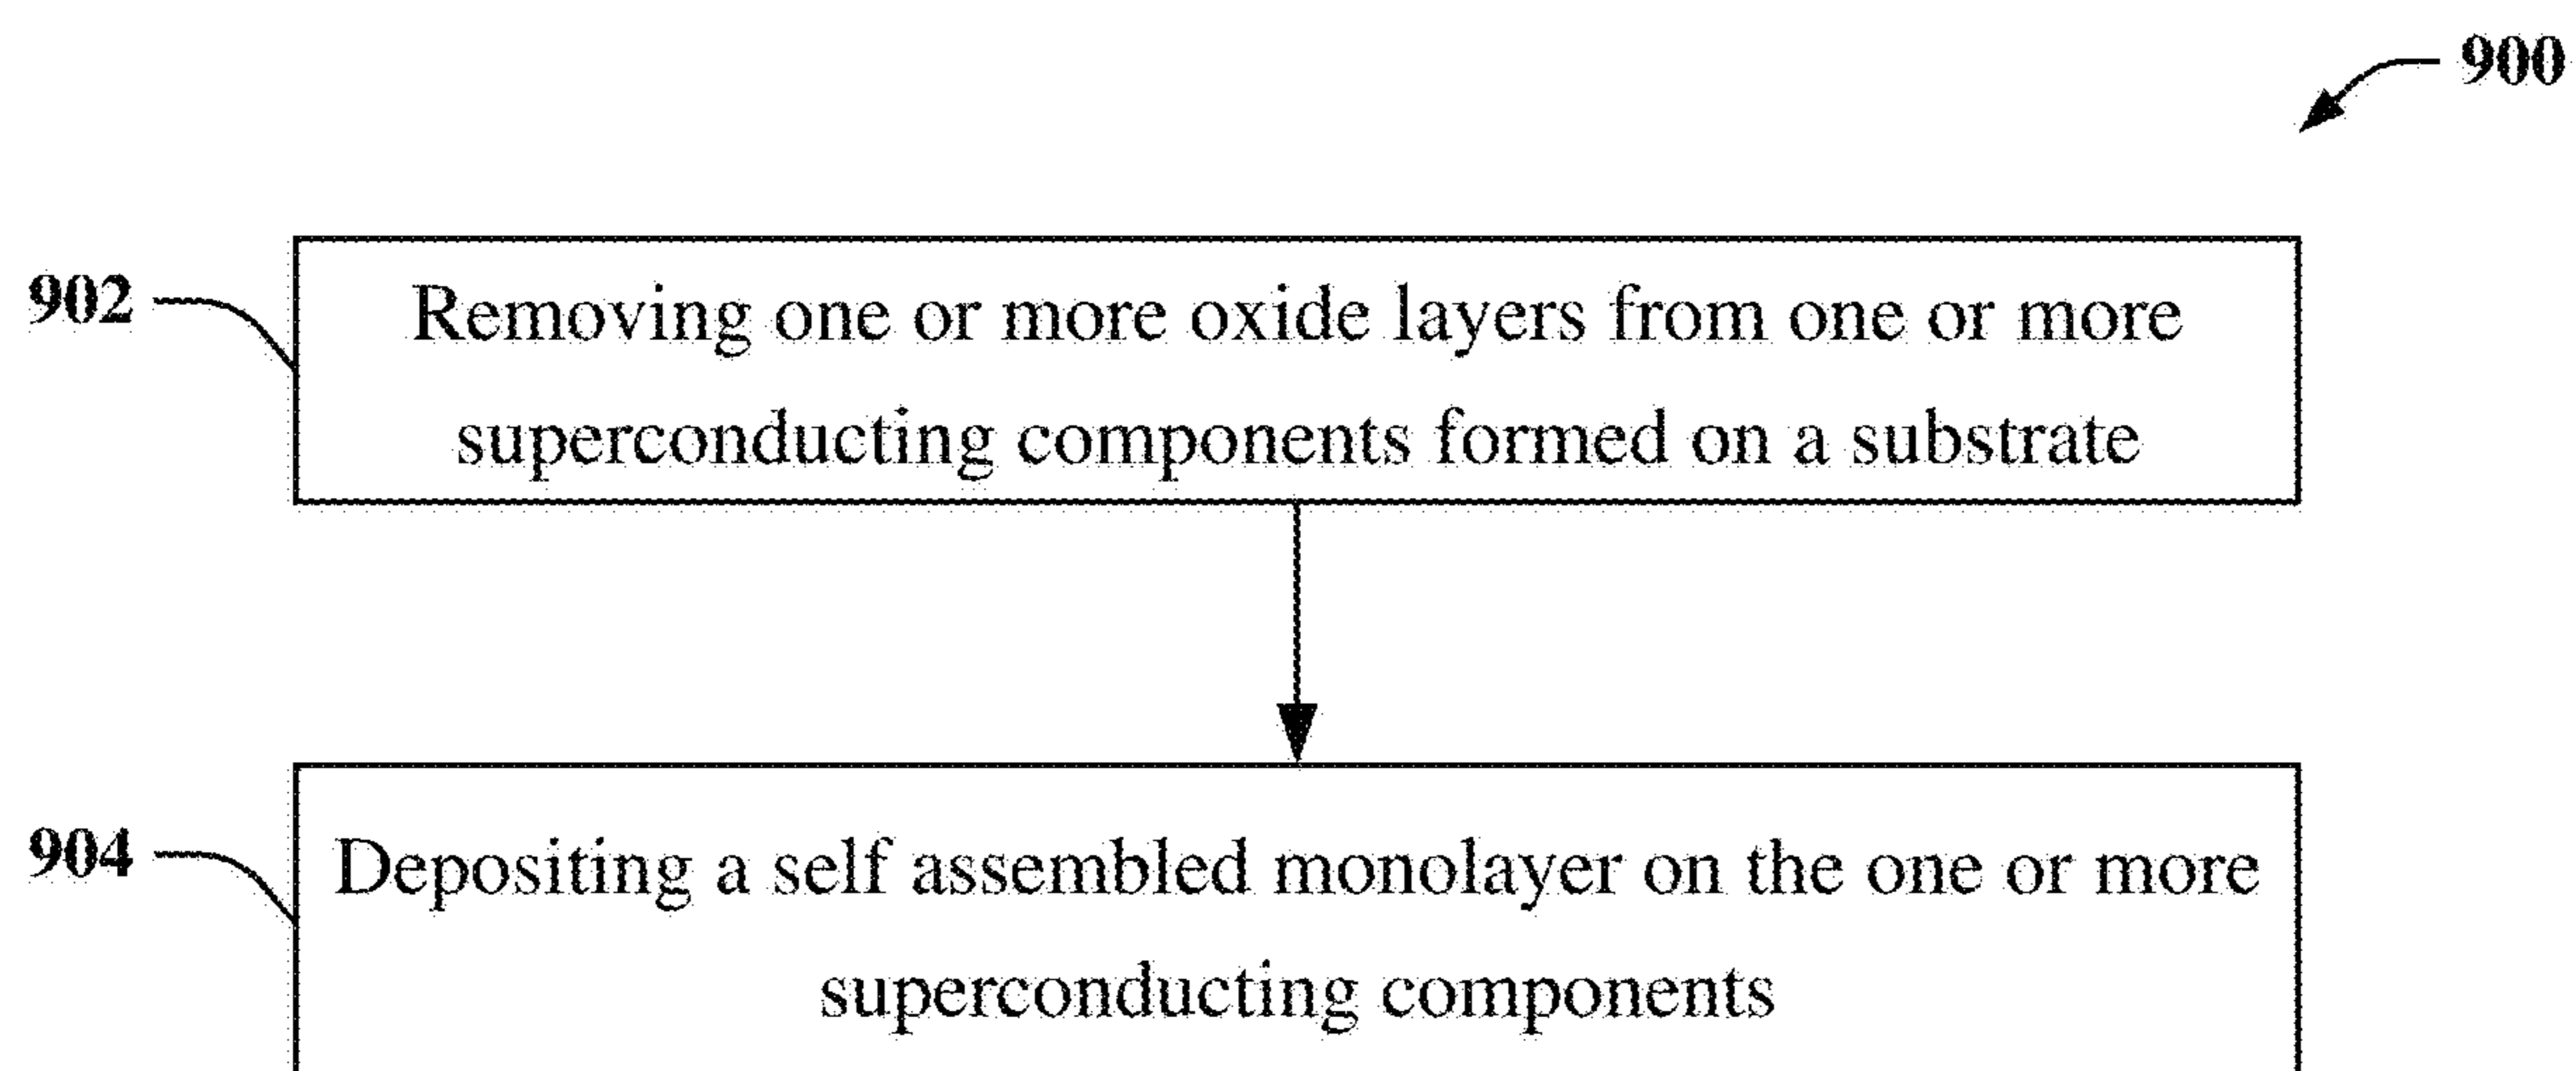 900
902
Removing one or more oxide layers from one or more
superconducting components formed on a substrate
904
Depositing a self assembled monolayer on the one or more
superconducting components